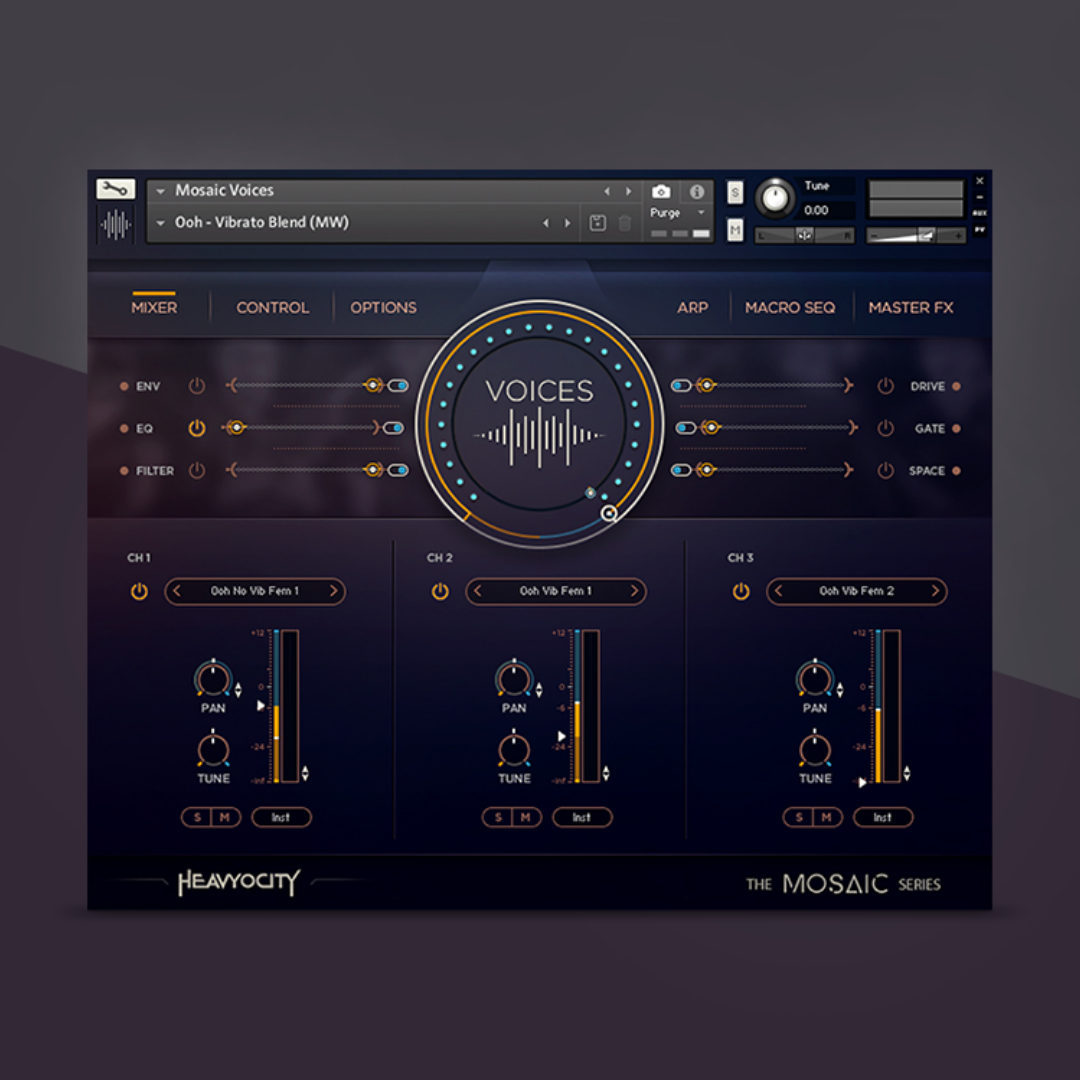 Mosaic Voices
Ooh - Vibrato Blend (MW)
Purge
S
M
Tune
0.00
L R
- +
AUX
PV
MIXER CONTROL OPTIONS ARP MACRO SEQ MASTER FX
ENV
EQ
FILTER
VOICES
DRIVE
GATE
SPACE
CH 1
Ooh No Vib Fem 1
+12
0
-6
-24
-inf
PAN
TUNE
S M Inst
CH 2
Ooh Vib Fem 1
+12
0
-6
-24
-inf
PAN
TUNE
S M Inst
CH 3
Ooh Vib Fem 2
+12
0
-6
-24
-inf
PAN
TUNE
S M Inst
HEAVYOCITY
THE MOSAIC SERIES